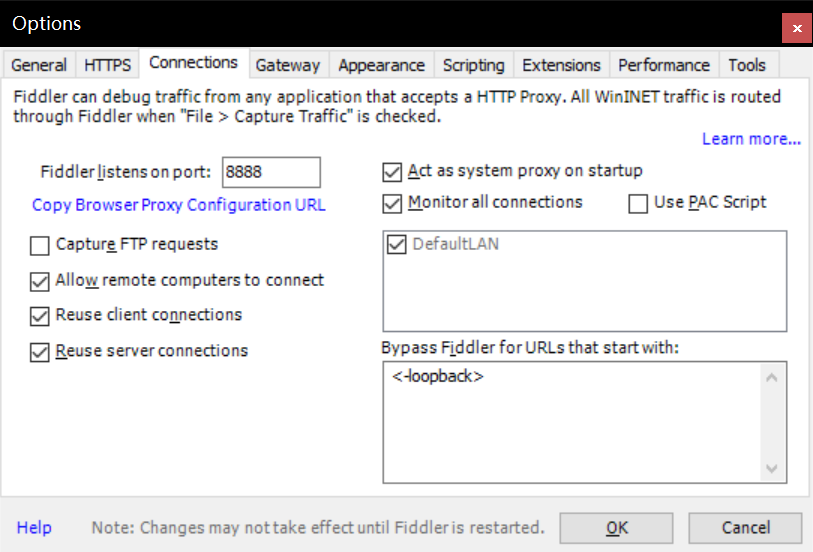 Options
General HTTPS Connections Gateway Appearance Scripting Extensions Performance Tools
Fiddler can debug traffic from any application that accepts a HTTP Proxy. All WinINET traffic is routed
through Fiddler when "File > Capture Traffic" is checked.
Learn more...
Fiddler listens on port: 8888
Copy Browser Proxy Configuration URL
Capture FTP requests
Allow remote computers to connect
Reuse client connections
Reuse server connections
Act as system proxy on startup
Monitor all connections Use PAC Script
DefaultLAN
Bypass Fiddler for URLs that start with:
<-loopback>
Help Note: Changes may not take effect until Fiddler is restarted. OK Cancel